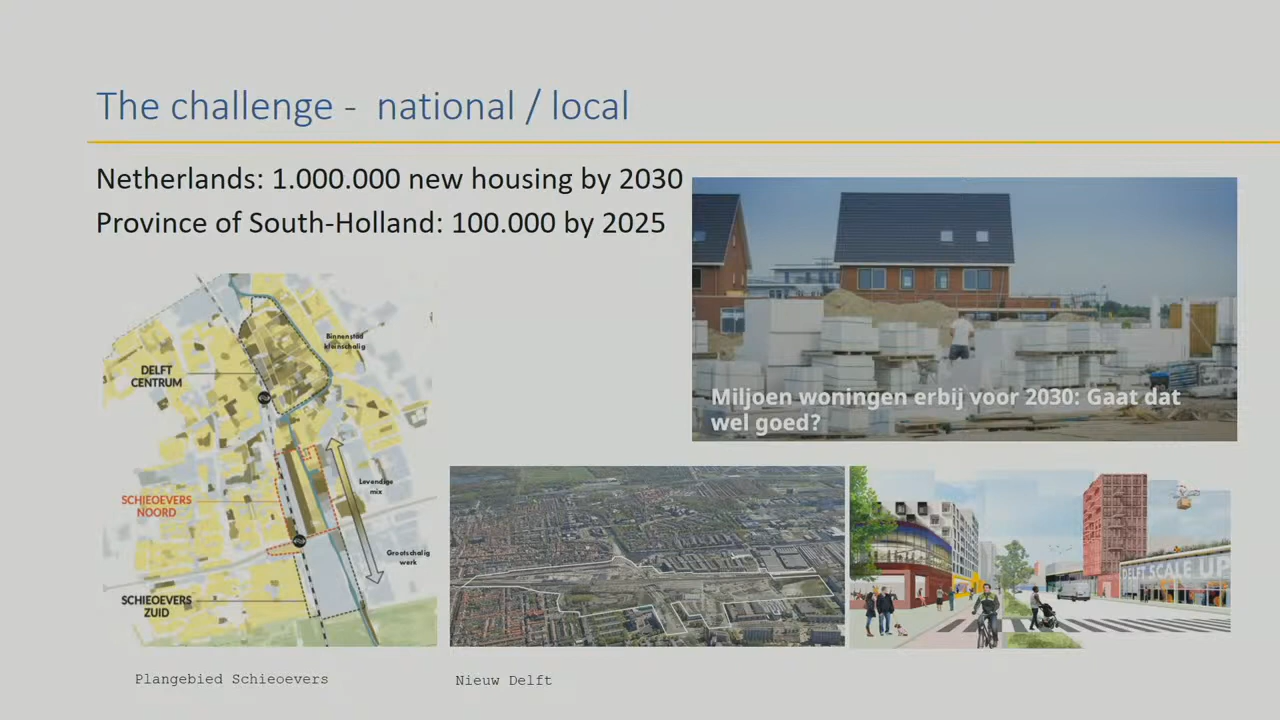 The challenge - national / local
Netherlands: 1.000.000 new housing by 2030
Province of South-Holland: 100.000 by 2025
Miljoen woningen erbij voor 2030: Gaat dat
wel goed?
Binnenstad
kleinschalig
DELFT
CENTRUM
Levendige
mix
SCHIEOEVERS
NOORD
Grootschalig
werk
SCHIEOEVERS
ZUID
DELFT SCALE UP
Plangebied Schieoevers
Nieuw Delft